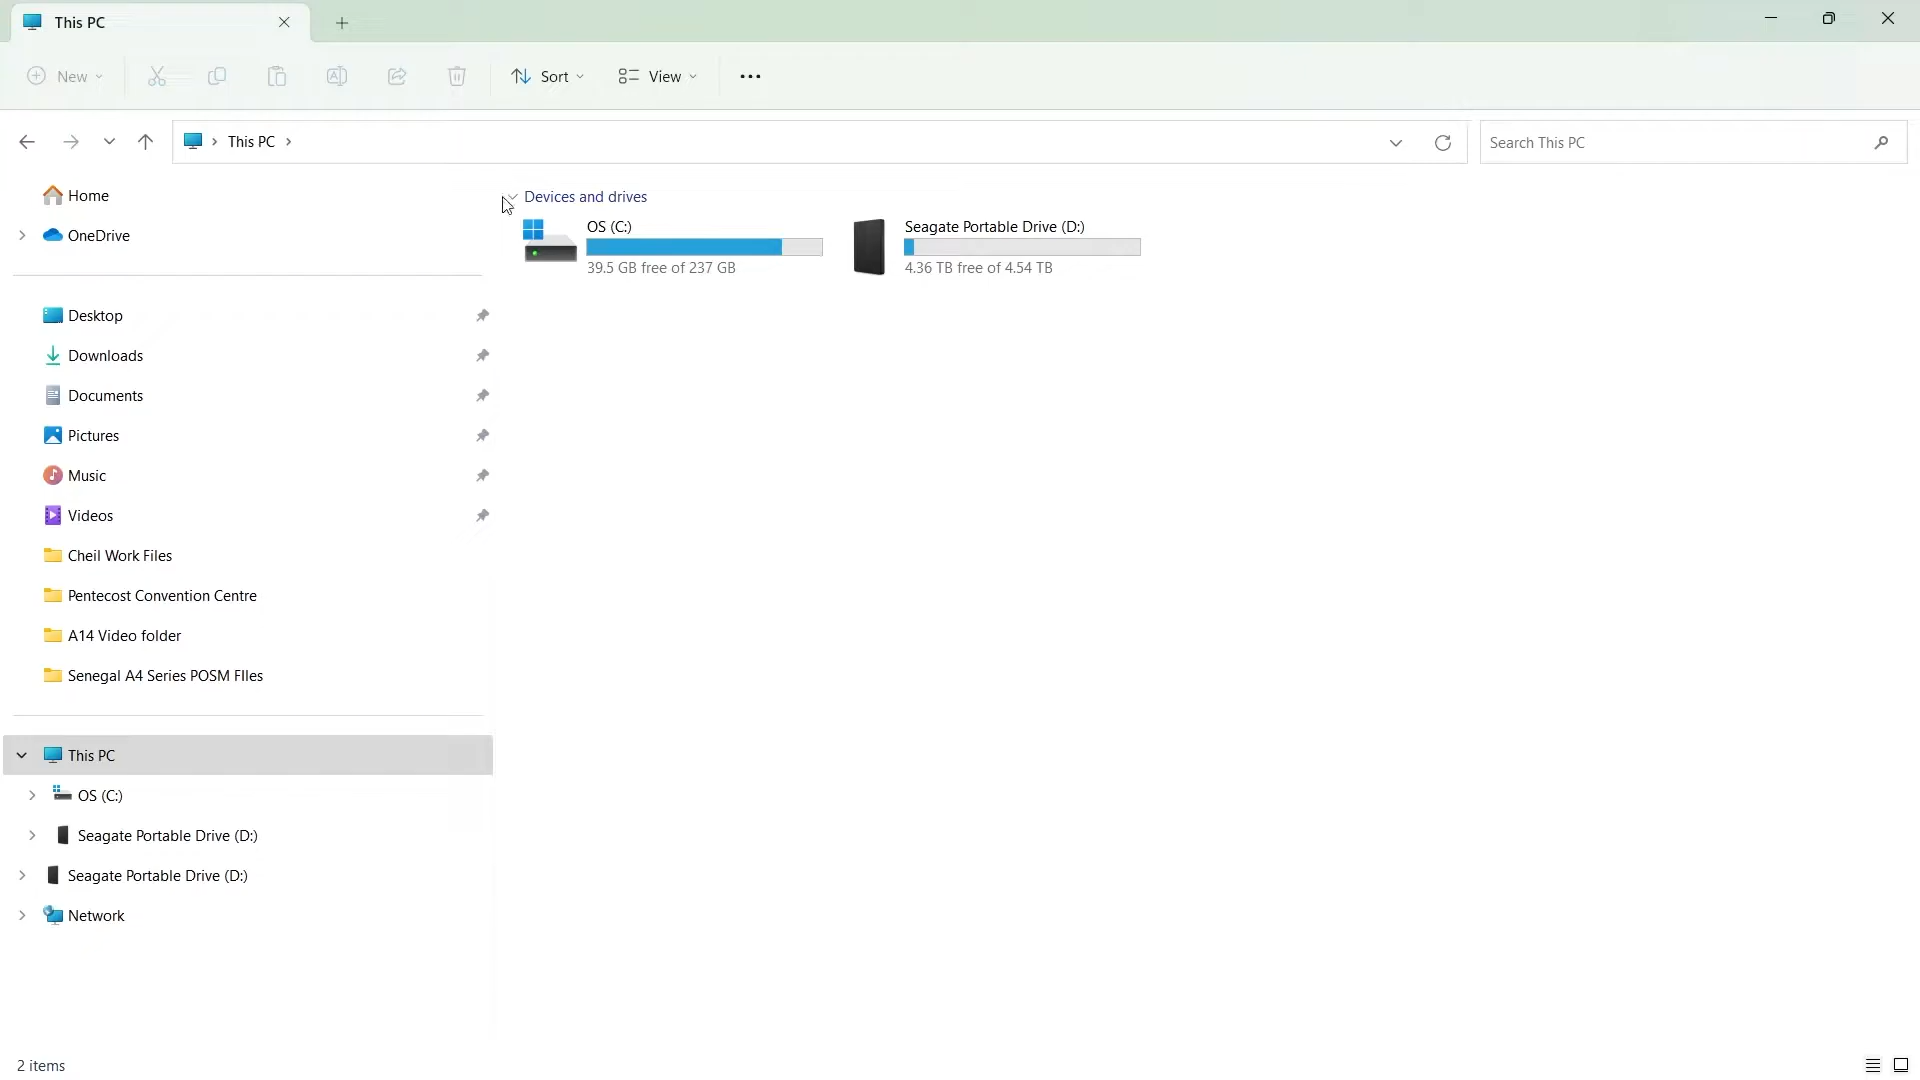 This PC
New
Sort
View
This PC
Search This PC
Home
OneDrive
Desktop
Downloads
Documents
Pictures
Music
Videos
Cheil Work Files
Pentecost Convention Centre
A14 Video folder
Senegal A4 Series POSM FIles
This PC
OS (C:)
Seagate Portable Drive (D:)
Seagate Portable Drive (D:)
Network
Devices and drives
OS (C:)
39.5 GB free of 237 GB
Seagate Portable Drive (D:)
4.36 TB free of 4.54 TB
2 items